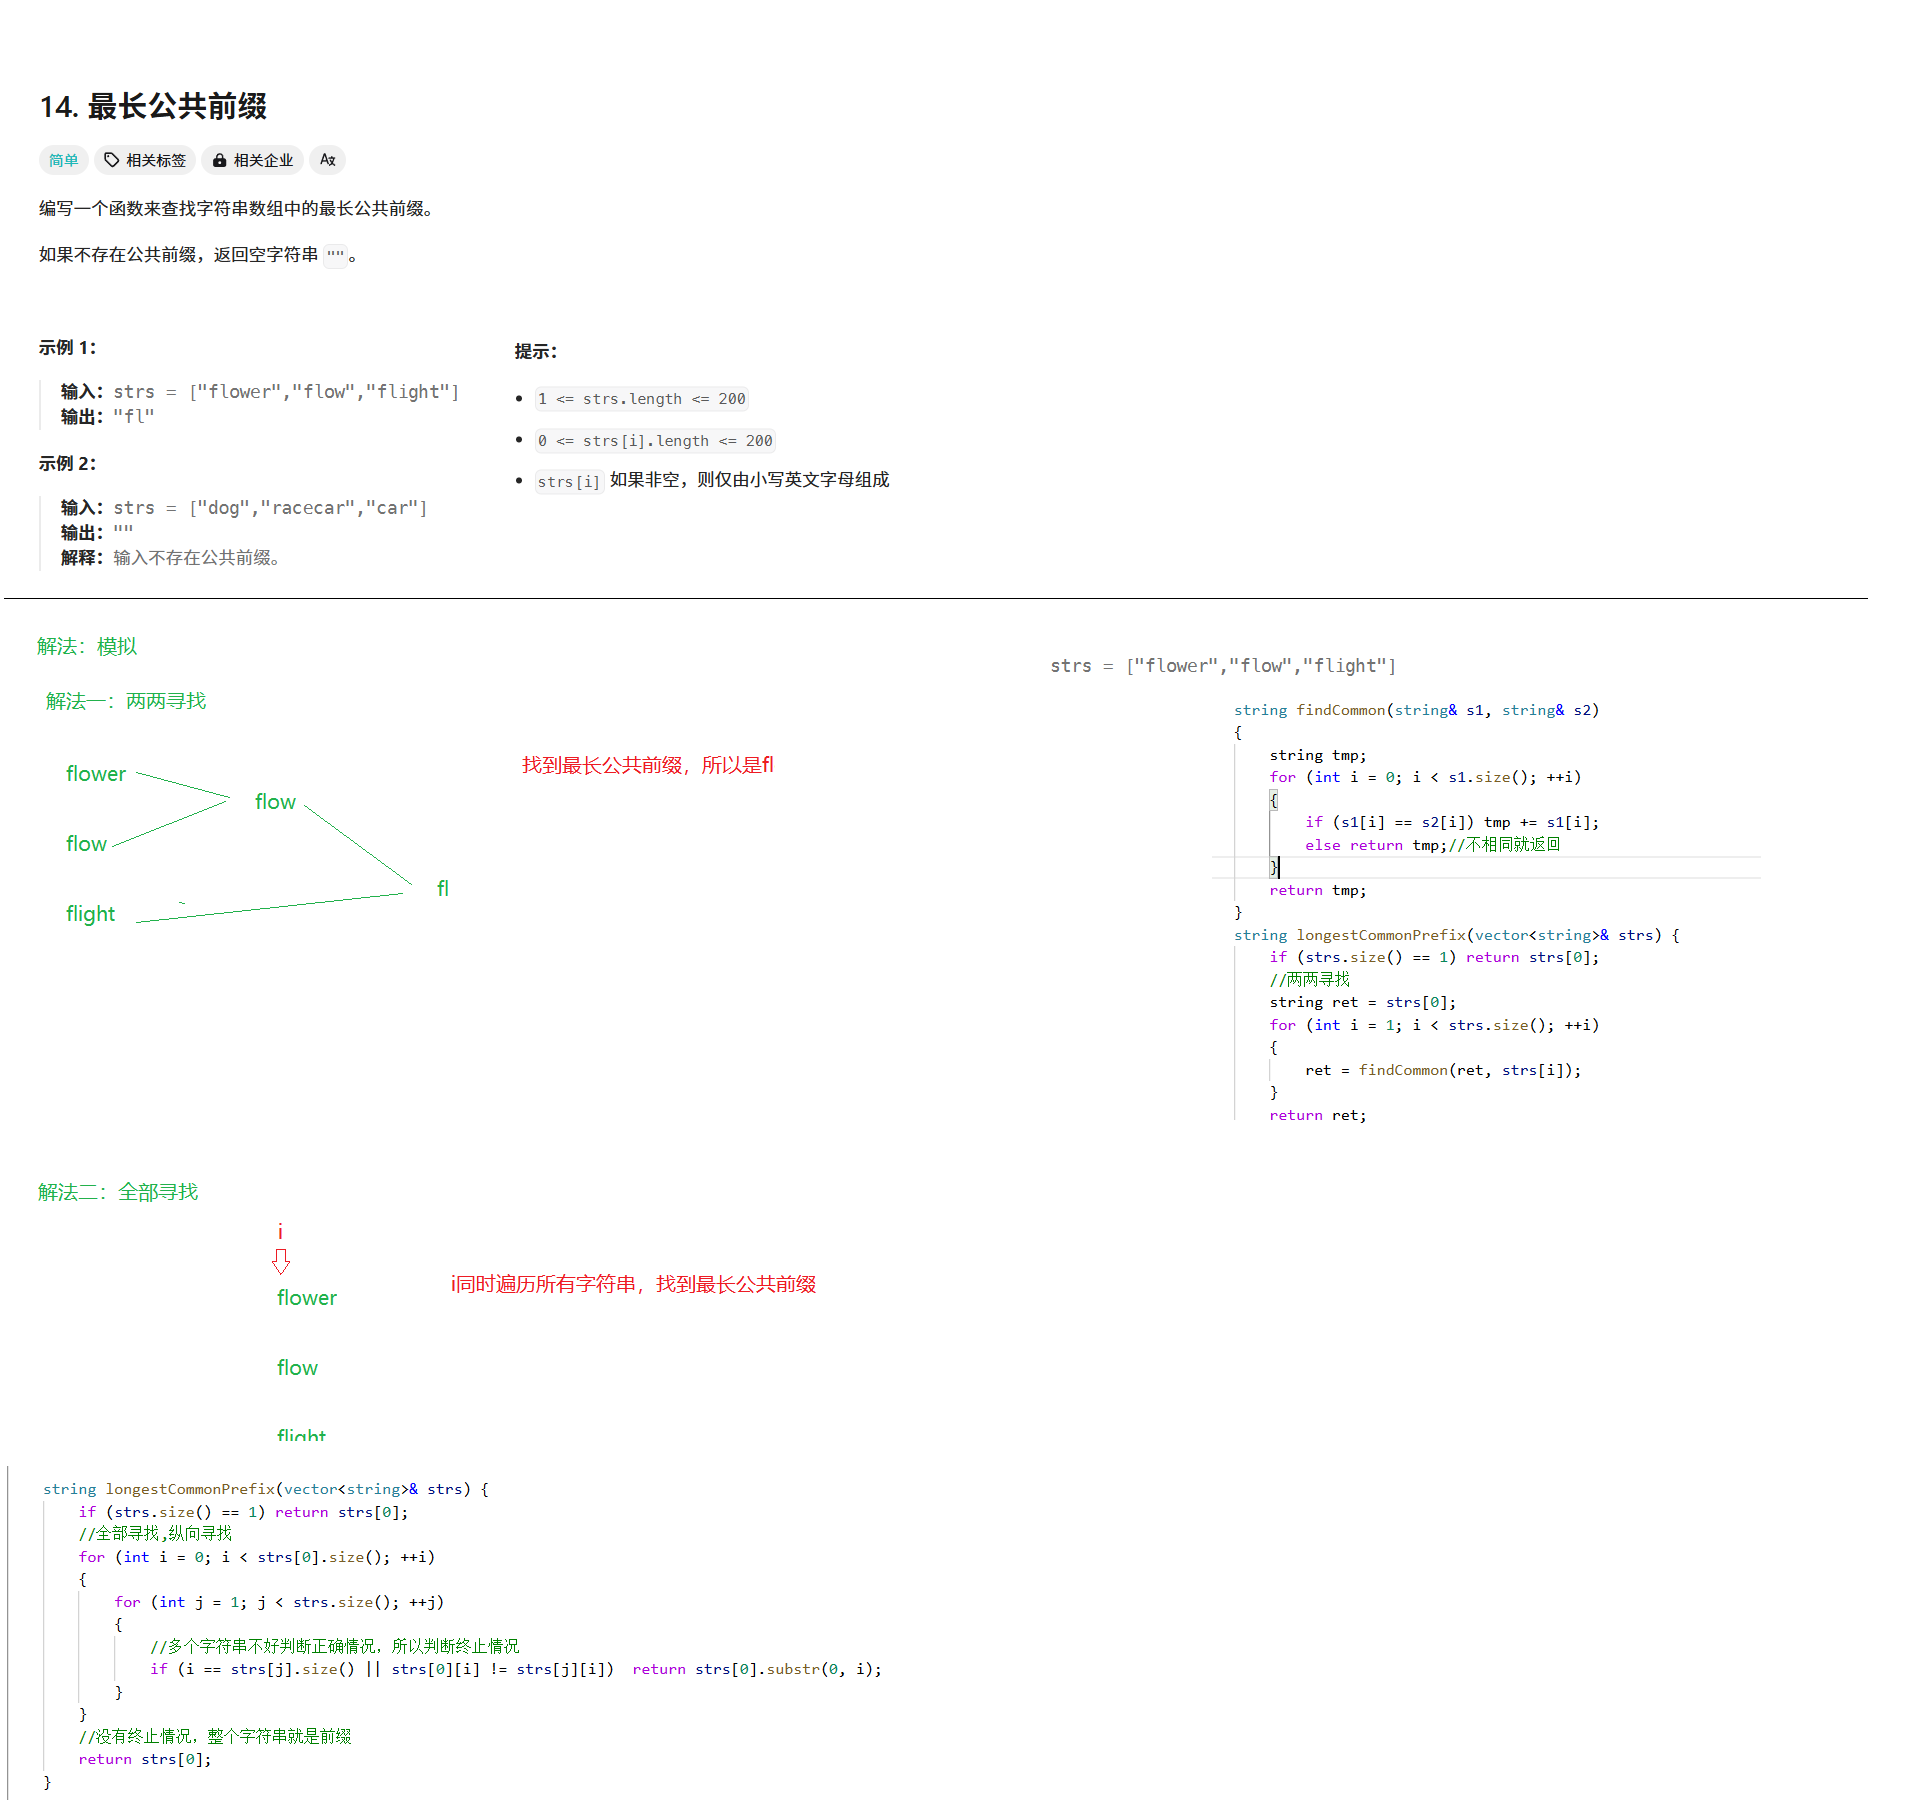 14. 最长公共前缀
简单 相关标签 相关企业
编写一个函数来查找字符串数组中的最长公共前缀。
如果不存在公共前缀，返回空字符串 ""。
示例 1：
输入：strs = ["flower","flow","flight"]
输出："fl"
示例 2：
输入：strs = ["dog","racecar","car"]
输出：""
解释：输入不存在公共前缀。
提示：
1 <= strs.length <= 200
0 <= strs[i].length <= 200
strs[i] 如果非空，则仅由小写英文字母组成
解法：模拟
解法一：两两寻找
flower
flow
flow
flight
fl
找到最长公共前缀，所以是fl
strs = ["flower","flow","flight"]
string findCommon(string& s1, string& s2)
{
string tmp;
for (int i = 0; i < s1.size(); ++i)
{
if (s1[i] == s2[i]) tmp += s1[i];
else return tmp;//不相同就返回
}
return tmp;
}
string longestCommonPrefix(vector<string>& strs) {
if (strs.size() == 1) return strs[0];
//两两寻找
string ret = strs[0];
for (int i = 1; i < strs.size(); ++i)
{
ret = findCommon(ret, strs[i]);
}
return ret;
解法二：全部寻找
i
flower
flow
flight
i同时遍历所有字符串，找到最长公共前缀
string longestCommonPrefix(vector<string>& strs) {
if (strs.size() == 1) return strs[0];
//全部寻找,纵向寻找
for (int i = 0; i < strs[0].size(); ++i)
{
for (int j = 1; j < strs.size(); ++j)
{
//多个字符串不好判断正确情况，所以判断终止情况
if (i == strs[j].size() || strs[0][i] != strs[j][i])  return strs[0].substr(0, i);
}
}
//没有终止情况，整个字符串就是前缀
return strs[0];
}